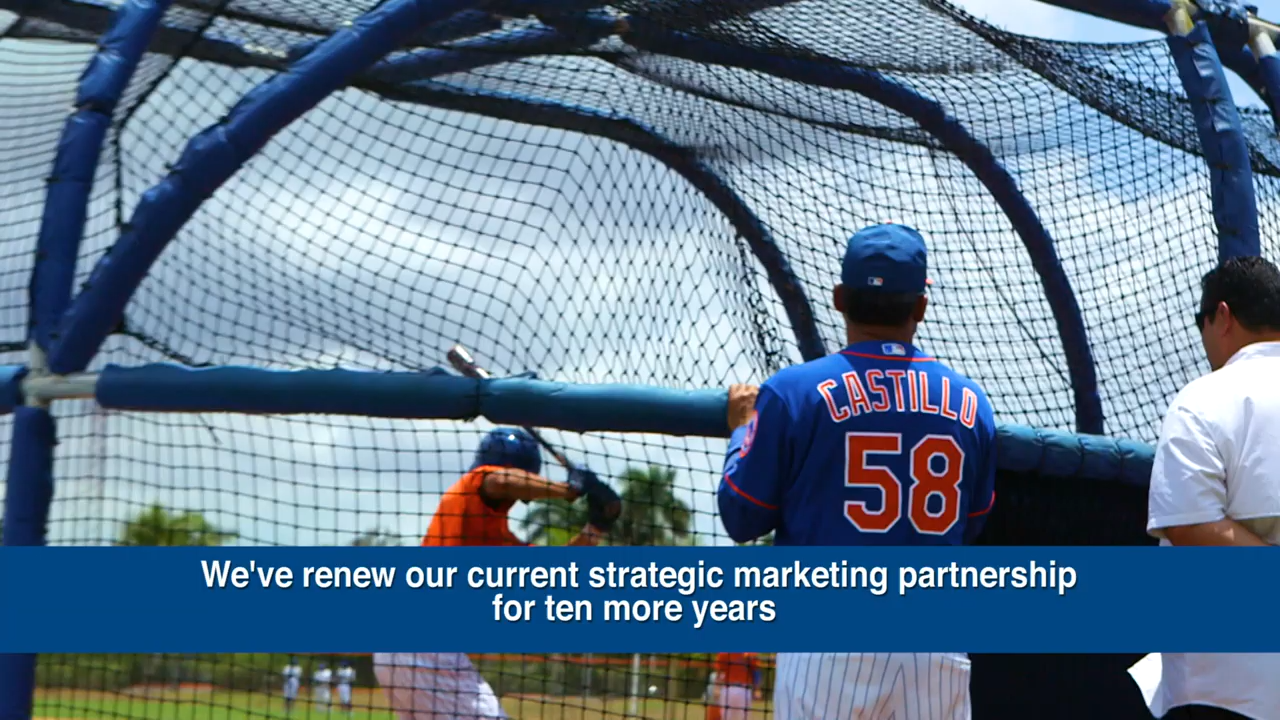 CASTILLO
58
We've renew our current strategic marketing partnership
for ten more years